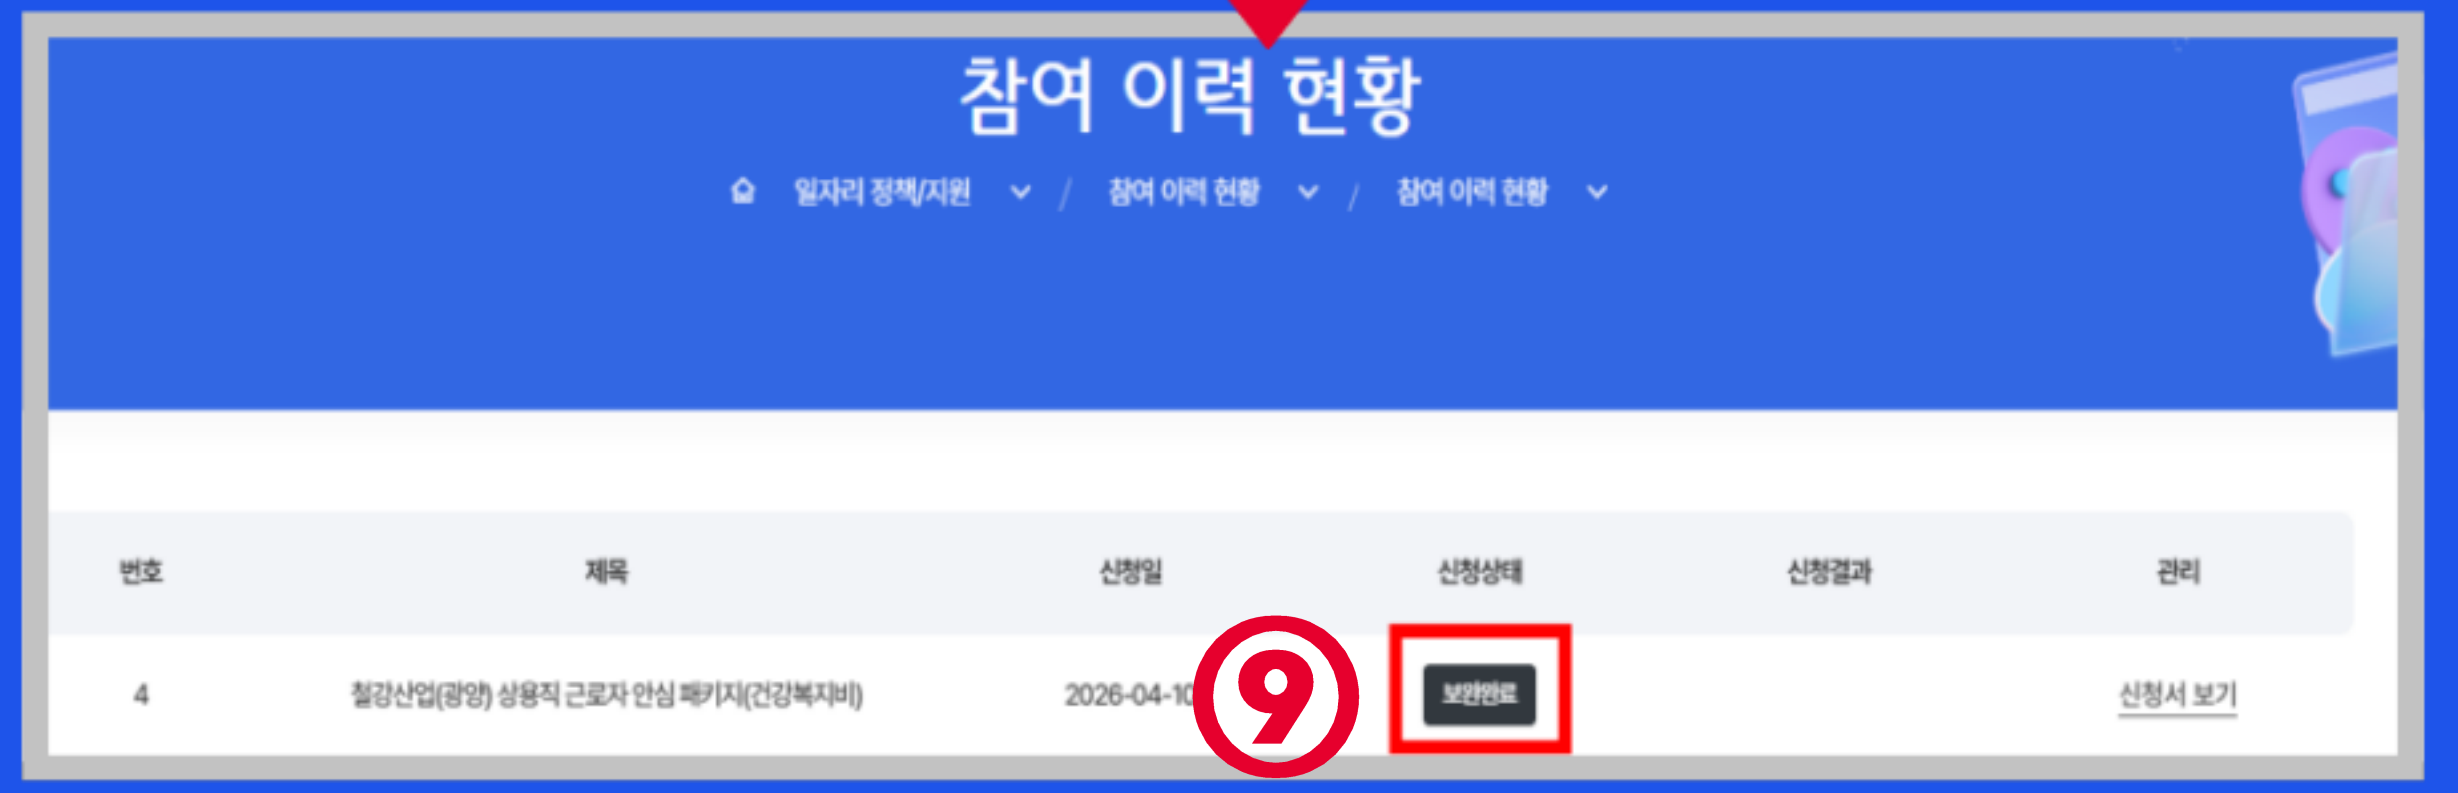 참여 이력 현황
일자리 정책/지원 / 참여 이력 현황 / 참여 이력 현황
번호 제목 신청일 신청상태 신청결과 관리
4 철강산업(광양) 상용직 근로자 안심 패키지(건강복지비) 2026-04-10 9 보완완료 신청서 보기